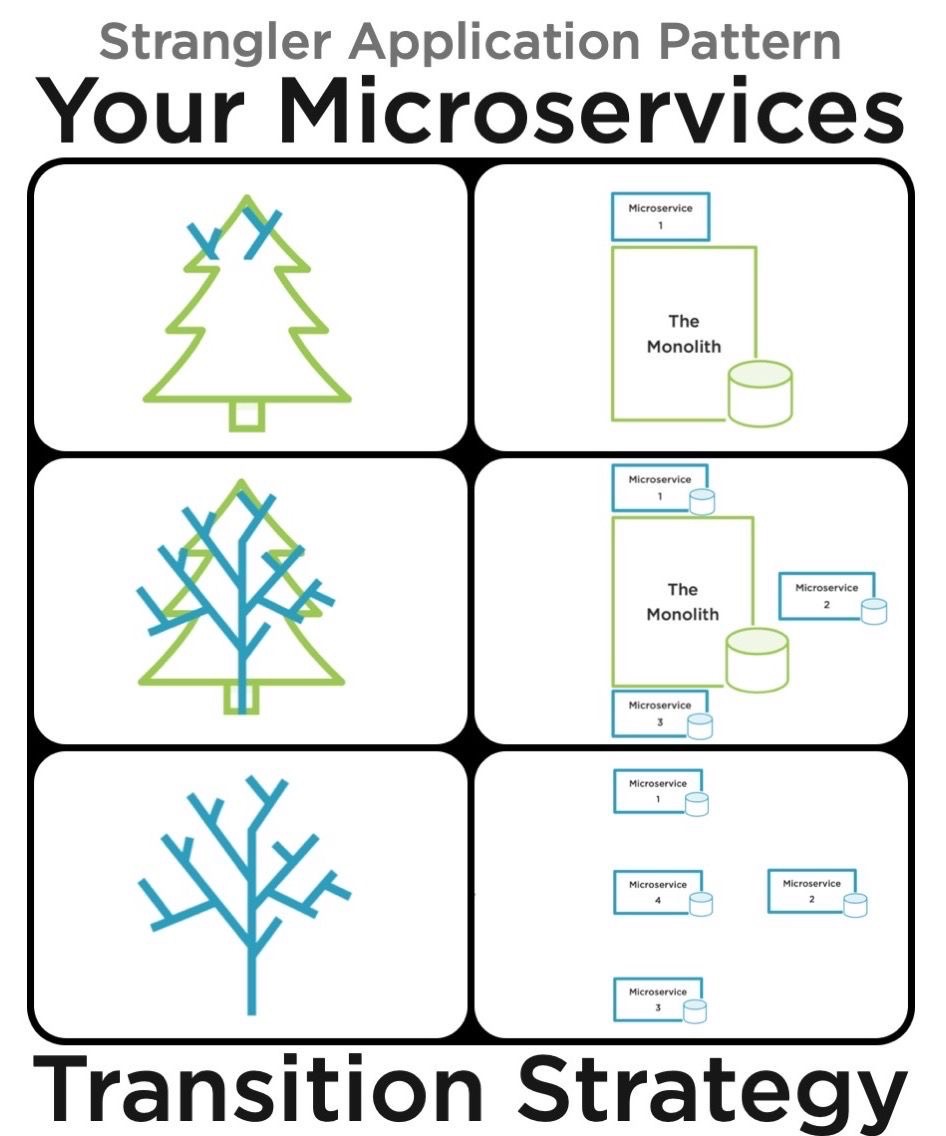 Strangler Application Pattern
Your Microservices
Microservice
1
The
Monolith
Microservice
1
The
Monolith
Microservice
2
Microservice
3
Microservice
1
Microservice
4
Microservice
2
Microservice
3
Transition Strategy